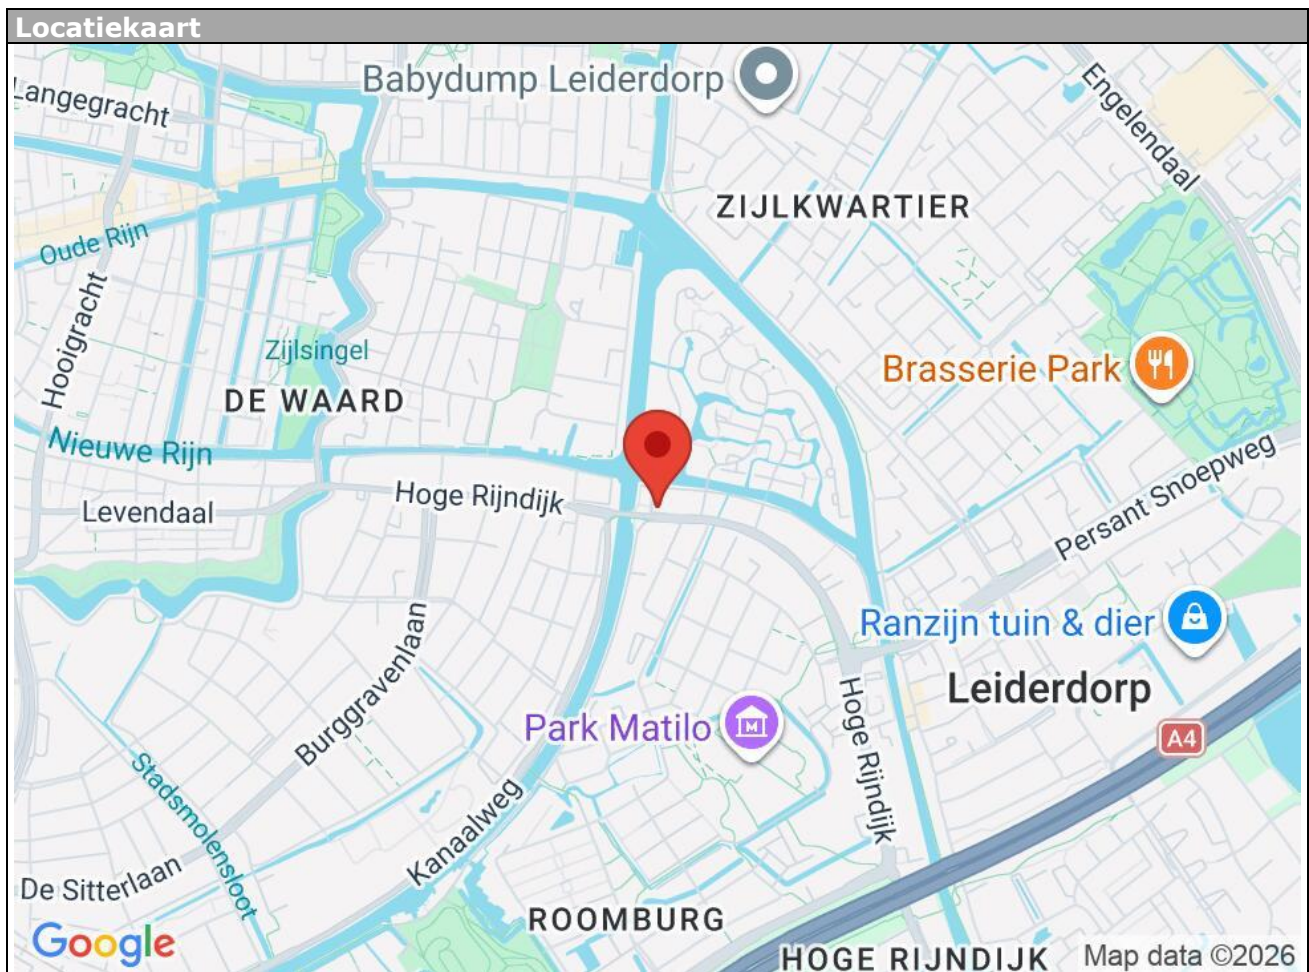 Locatiekaart
Babydump Leiderdorp
Langegracht
Engelendaal
ZIJLKWARTIER
Oude Rijn
Hooigracht
Zijlsingel
Brasserie Park
DE WAARD
Nieuwe Rijn
Hoge Rijndijk
Levendaal
Persant Snoepweg
Ranzijn tuin & dier
Leiderdorp
Burggravenlaan
Park Matilo
Hoge Rijndijk
A4
Stadsmolensloot
Kanaalweg
De Sitterlaan
ROOMBURG
Google
HOGE RIJNDIJK
Map data ©2026